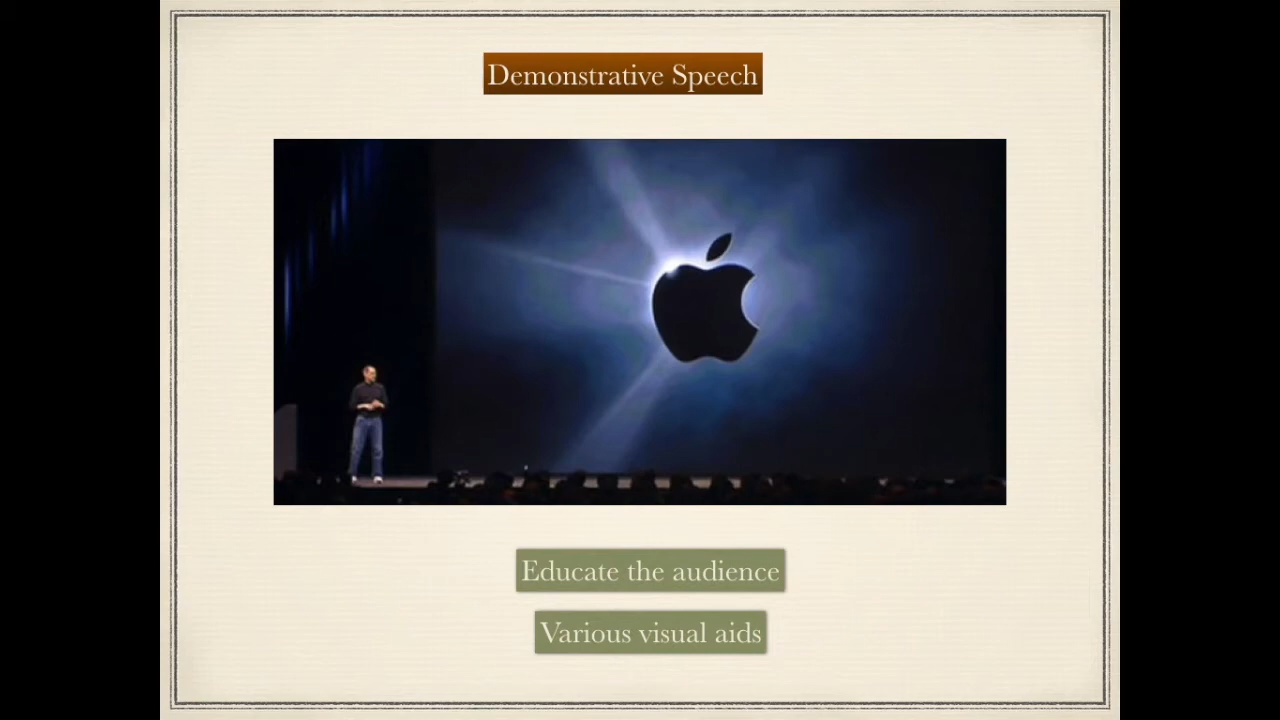 Demonstrative Speech
Educate the audience
Various visual aids